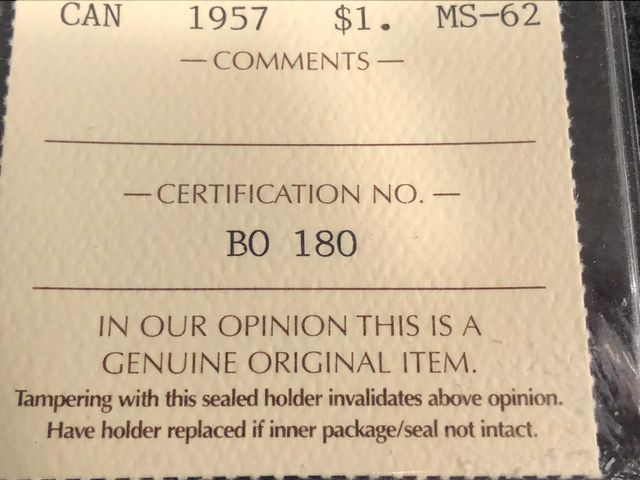 CAN 1957 $1. MS-62
— COMMENTS —
— CERTIFICATION NO. —
BO 180
IN OUR OPINION THIS IS A
GENUINE ORIGINAL ITEM.
Tampering with this sealed holder invalidates above opinion.
Have holder replaced if inner package/seal not intact.